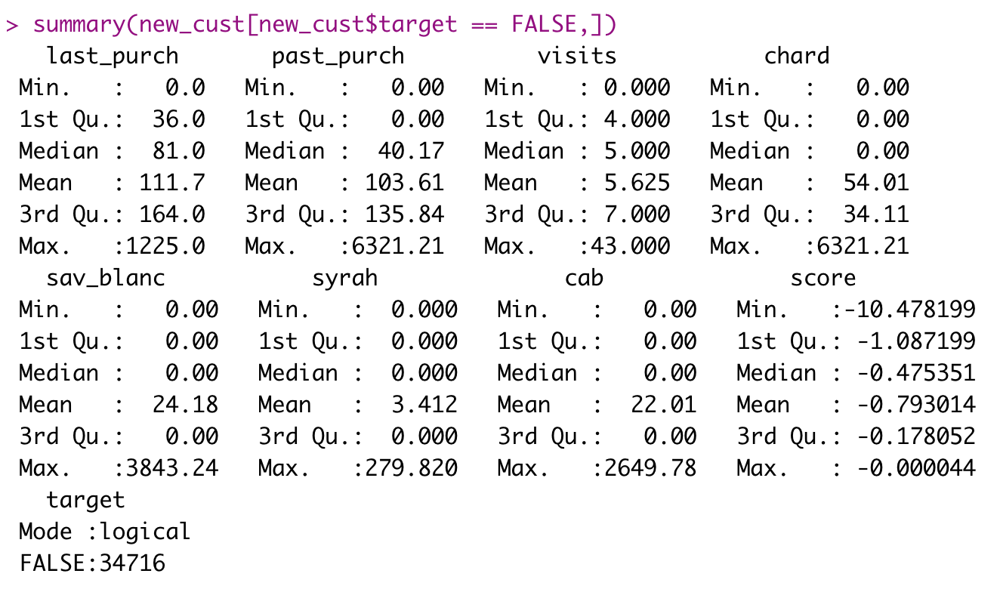 > summary(new_cust[new_cust$target == FALSE,])
   last_purch       past_purch          visits           chard
 Min.   :   0.0   Min.   :   0.00   Min.   : 0.000   Min.   :   0.00
 1st Qu.:  36.0   1st Qu.:   0.00   1st Qu.: 4.000   1st Qu.:   0.00
 Median :  81.0   Median :  40.17   Median : 5.000   Median :   0.00
 Mean   : 111.7   Mean   : 103.61   Mean   : 5.625   Mean   :  54.01
 3rd Qu.: 164.0   3rd Qu.: 135.84   3rd Qu.: 7.000   3rd Qu.:  34.11
 Max.   :1225.0   Max.   :6321.21   Max.   :43.000   Max.   :6321.21
   sav_blanc           syrah              cab              score
 Min.   :   0.00   Min.   :  0.000   Min.   :   0.00   Min.   :-10.478199
 1st Qu.:   0.00   1st Qu.:  0.000   1st Qu.:   0.00   1st Qu.: -1.087199
 Median :   0.00   Median :  0.000   Median :   0.00   Median : -0.475351
 Mean   :  24.18   Mean   :  3.412   Mean   :  22.01   Mean   : -0.793014
 3rd Qu.:   0.00   3rd Qu.:  0.000   3rd Qu.:   0.00   3rd Qu.: -0.178052
 Max.   :3843.24   Max.   :279.820   Max.   :2649.78   Max.   : -0.000044
   target
 Mode :logical
 FALSE:34716